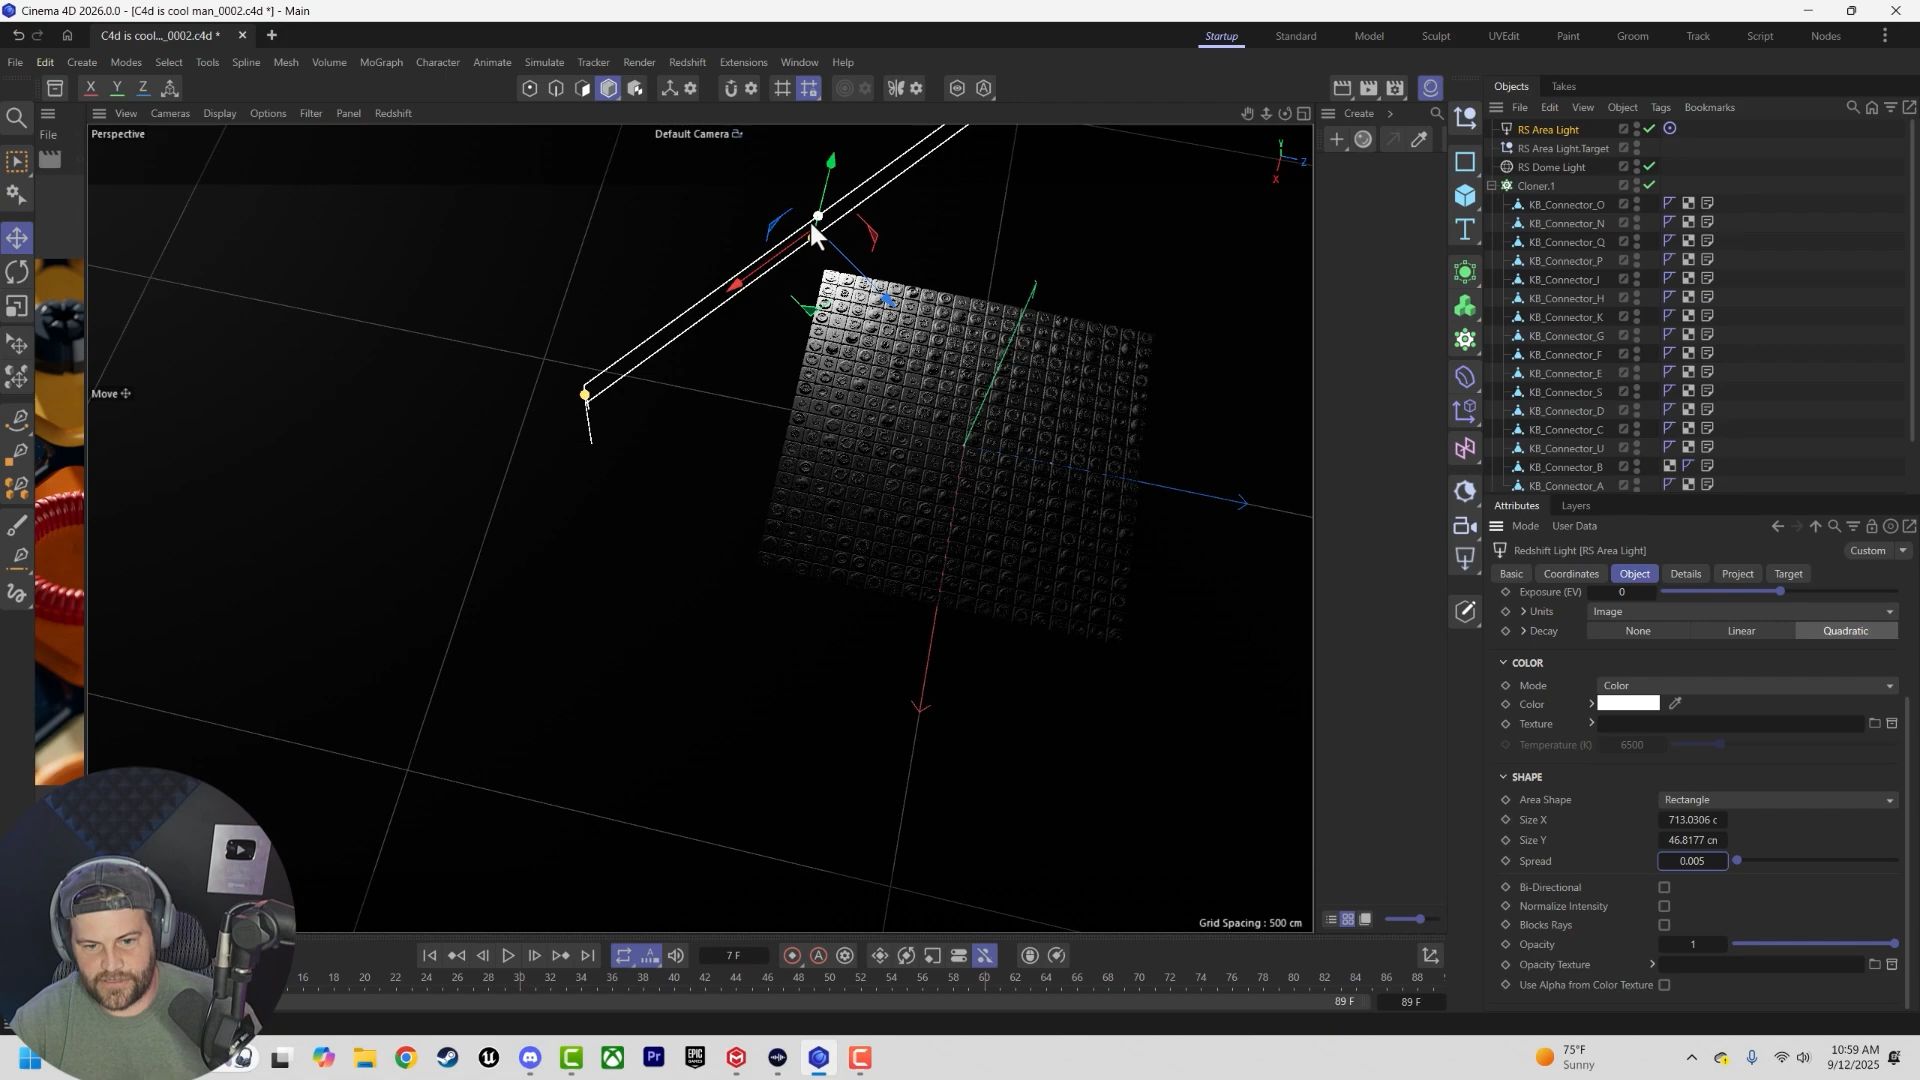 Cinema 4D 2026.0.0 - [C4d is cool man_0002.c4d *] - Main
C4d is cool..._0002.c4d *
Startup
Standard
Model
Sculpt
UVEdit
Paint
Groom
Track
Script
Nodes
File
Edit
Create
Modes
Select
Tools
Spline
Mesh
Volume
MoGraph
Character
Animate
Simulate
Tracker
Render
Redshift
Extensions
Window
Help
X
Y
Z
Objects
Takes
File
View
Cameras
Display
Options
Filter
Panel
Redshift
Create
File
Edit
View
Object
Tags
Bookmarks
Perspective
Default Camera
Y
Z
X
Move
Grid Spacing : 500 cm
RS Area Light
RS Area Light.Target
RS Dome Light
Cloner.1
KB_Connector_O
KB_Connector_N
KB_Connector_Q
KB_Connector_P
KB_Connector_I
KB_Connector_H
KB_Connector_K
KB_Connector_G
KB_Connector_F
KB_Connector_E
KB_Connector_S
KB_Connector_D
KB_Connector_C
KB_Connector_U
KB_Connector_B
KB_Connector_A
Attributes
Layers
Mode
User Data
Redshift Light [RS Area Light]
Custom
Basic
Coordinates
Object
Details
Project
Target
Exposure (EV)
0
Units
Image
Decay
None
Linear
Quadratic
COLOR
Mode
Color
Color
Texture
Temperature (K)
6500
SHAPE
Area Shape
Rectangle
Size X
713.0306 c
Size Y
46.8177 cn
Spread
0.005
Bi-Directional
Normalize Intensity
Blocks Rays
Opacity
1
Opacity Texture
Use Alpha from Color Texture
7 F
16 18 20 22 24 26 28 30 32 34 36 38 40 42 44 46 48 50 52 54 56 58 60 62 64 66 68 70 72 74 76 78 80 82 84 86 88
89 F
89 F
75°F
Sunny
10:59 AM
9/12/2025